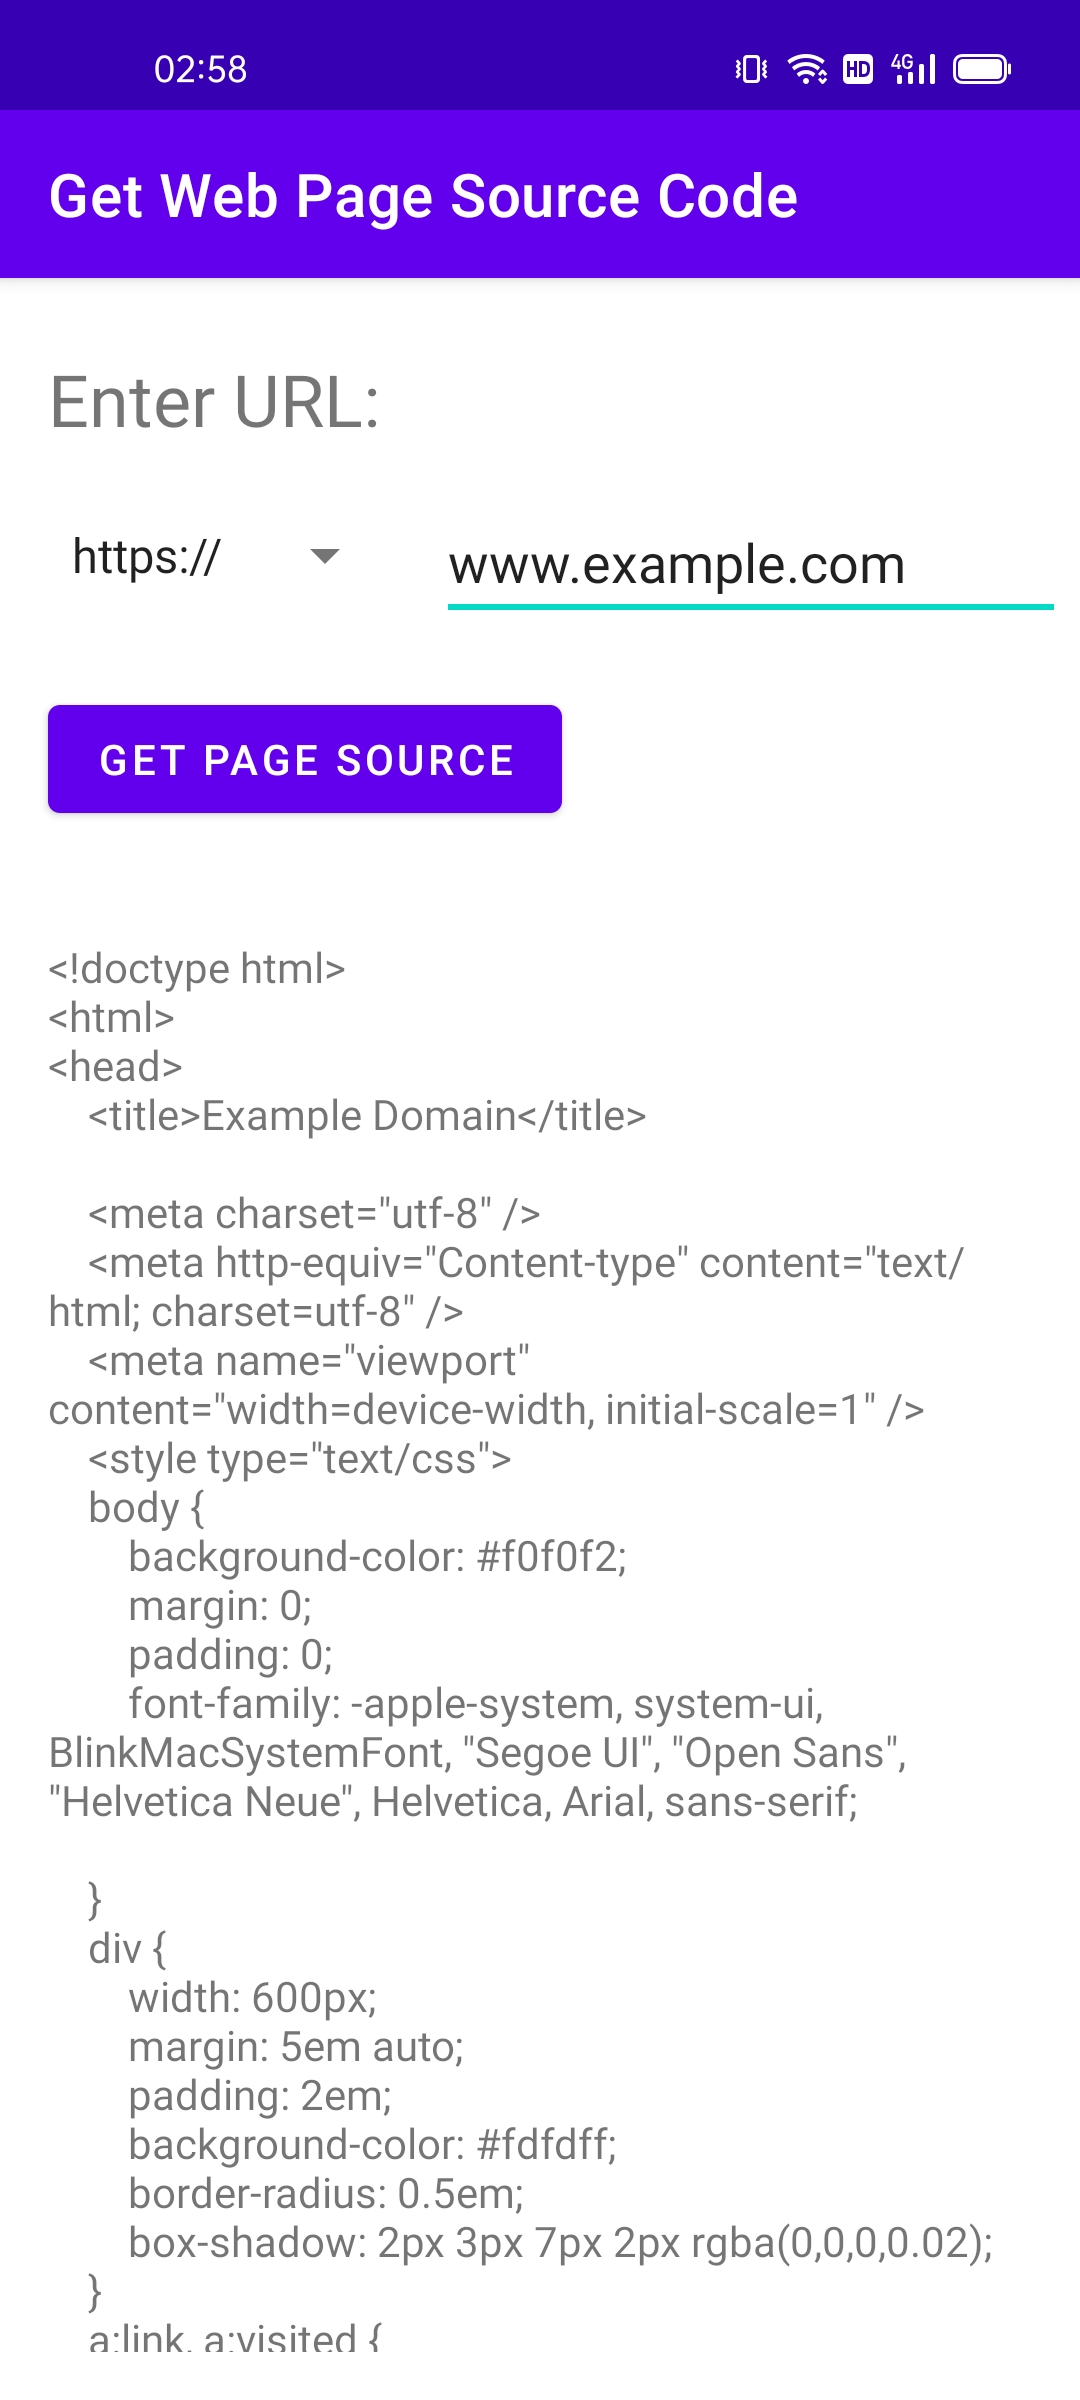 02:58
HD 4G
Get Web Page Source Code
Enter URL:
https:// www.example.com
GET PAGE SOURCE
<!doctype html>
<html>
<head>
    <title>Example Domain</title>

    <meta charset="utf-8" />
    <meta http-equiv="Content-type" content="text/
html; charset=utf-8" />
    <meta name="viewport"
content="width=device-width, initial-scale=1" />
    <style type="text/css">
    body {
        background-color: #f0f0f2;
        margin: 0;
        padding: 0;
        font-family: -apple-system, system-ui,
BlinkMacSystemFont, "Segoe UI", "Open Sans",
"Helvetica Neue", Helvetica, Arial, sans-serif;

    }
    div {
        width: 600px;
        margin: 5em auto;
        padding: 2em;
        background-color: #fdfdff;
        border-radius: 0.5em;
        box-shadow: 2px 3px 7px 2px rgba(0,0,0,0.02);
    }
    a:link, a:visited {